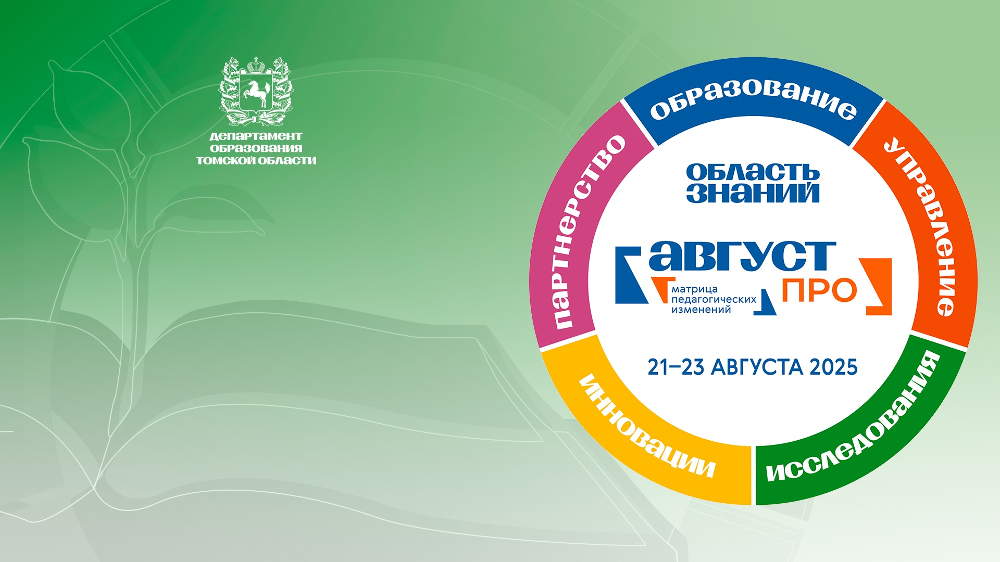 ДЕПАРТАМЕНТ
ОБРАЗОВАНИЯ
ТОМСКОЙ ОБЛАСТИ
ОБРАЗОВАНИЕ
УПРАВЛЕНИЕ
ИССЛЕДОВАНИЯ
ИННОВАЦИИ
ПАРТНЕРСТВО
ОБЛАСТЬ
ЗНАНИЙ
АВГУСТ
ПРО
матрица
педагогических
изменений
21–23 АВГУСТА 2025